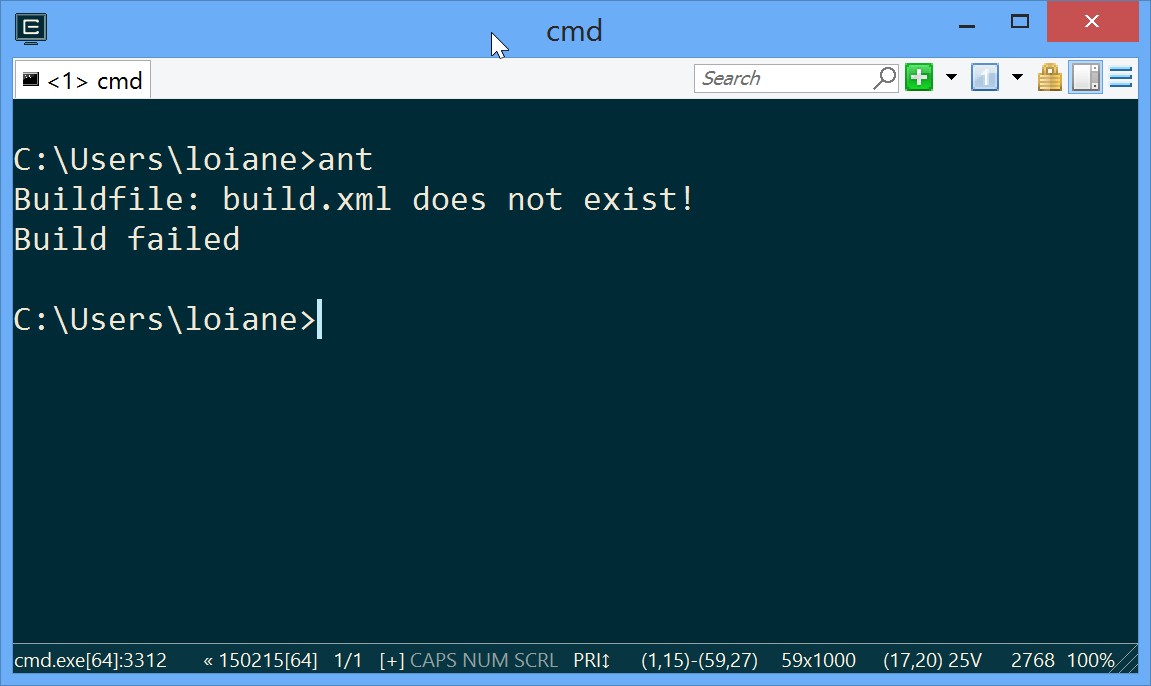 cmd
<1> cmd
Search
C:\Users\loiane>ant
Buildfile: build.xml does not exist!
Build failed
C:\Users\loiane>
cmd.exe[64]:3312 « 150215[64] 1/1 [+] CAPS NUM SCRL PRI↕ (1,15)-(59,27) 59x1000 (17,20) 25V 2768 100%